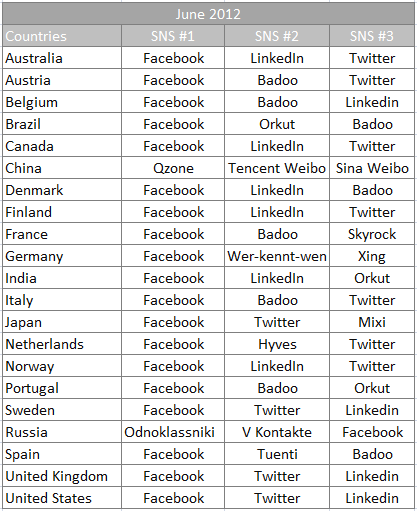 June 2012
Countries SNS #1 SNS #2 SNS #3
Australia Facebook LinkedIn Twitter
Austria Facebook Badoo Twitter
Belgium Facebook Badoo Linkedin
Brazil Facebook Orkut Badoo
Canada Facebook LinkedIn Twitter
China Qzone Tencent Weibo Sina Weibo
Denmark Facebook LinkedIn Badoo
Finland Facebook LinkedIn Twitter
France Facebook Badoo Skyrock
Germany Facebook Wer-kennt-wen Xing
India Facebook LinkedIn Orkut
Italy Facebook Badoo Twitter
Japan Facebook Twitter Mixi
Netherlands Facebook Hyves Twitter
Norway Facebook LinkedIn Twitter
Portugal Facebook Badoo Orkut
Sweden Facebook Twitter Linkedin
Russia Odnoklassniki V Kontakte Facebook
Spain Facebook Tuenti Badoo
United Kingdom Facebook Twitter Linkedin
United States Facebook Twitter Linkedin